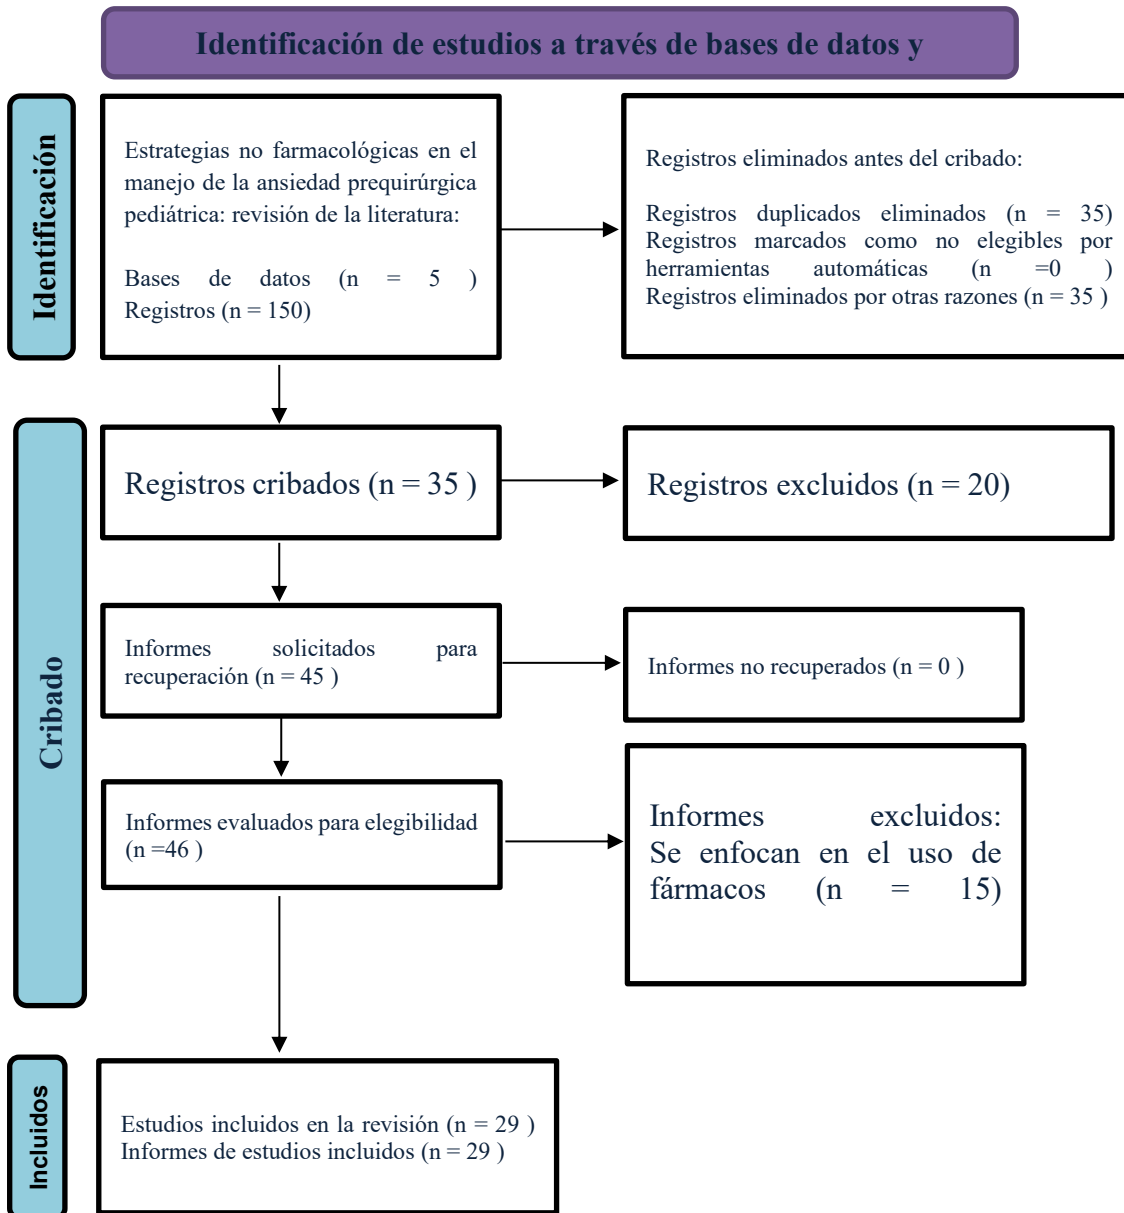 Identificación de estudios a través de bases de datos y
Identificación
Estrategias no farmacológicas en el
manejo de la ansiedad prequirúrgica
pediátrica: revisión de la literatura:
Bases de datos (n = 5 )
Registros (n = 150)
Registros eliminados antes del cribado:
Registros duplicados eliminados (n = 35)
Registros marcados como no elegibles por
herramientas automáticas (n =0 )
Registros eliminados por otras razones (n = 35 )
Cribado
Registros cribados (n = 35 )
Registros excluidos (n = 20)
Informes solicitados para
recuperación (n = 45 )
Informes no recuperados (n = 0 )
Informes evaluados para elegibilidad
(n =46 )
Informes excluidos:
Se enfocan en el uso de
fármacos (n = 15)
Incluidos
Estudios incluidos en la revisión (n = 29 )
Informes de estudios incluidos (n = 29 )